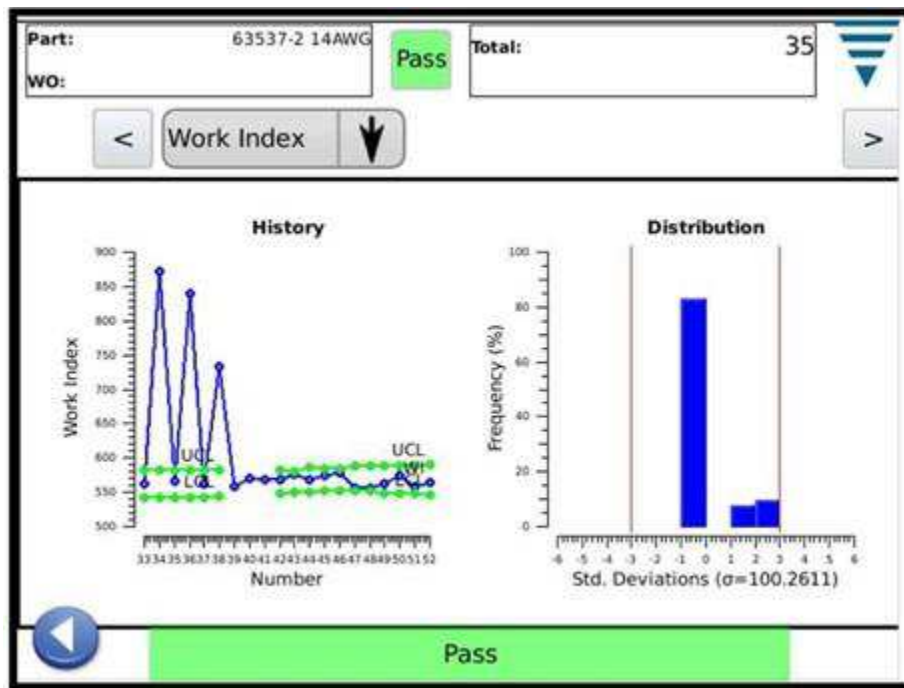 Part: 63537-2 14AWG
WO:
Pass
Total: 35
<
Work Index
>
History
900
850
800
750
700
650
600
550
500
Work Index
UCL
LCL
UCL
WI
33 34 35 36 37 38 39 40 41 42 43 44 45 46 47 48 49 50 51 52
Number
Distribution
100
80
60
40
20
0
Frequency (%)
-6 -5 -4 -3 -2 -1 0 1 2 3 4 5 6
Std. Deviations (σ=100.2611)
Pass